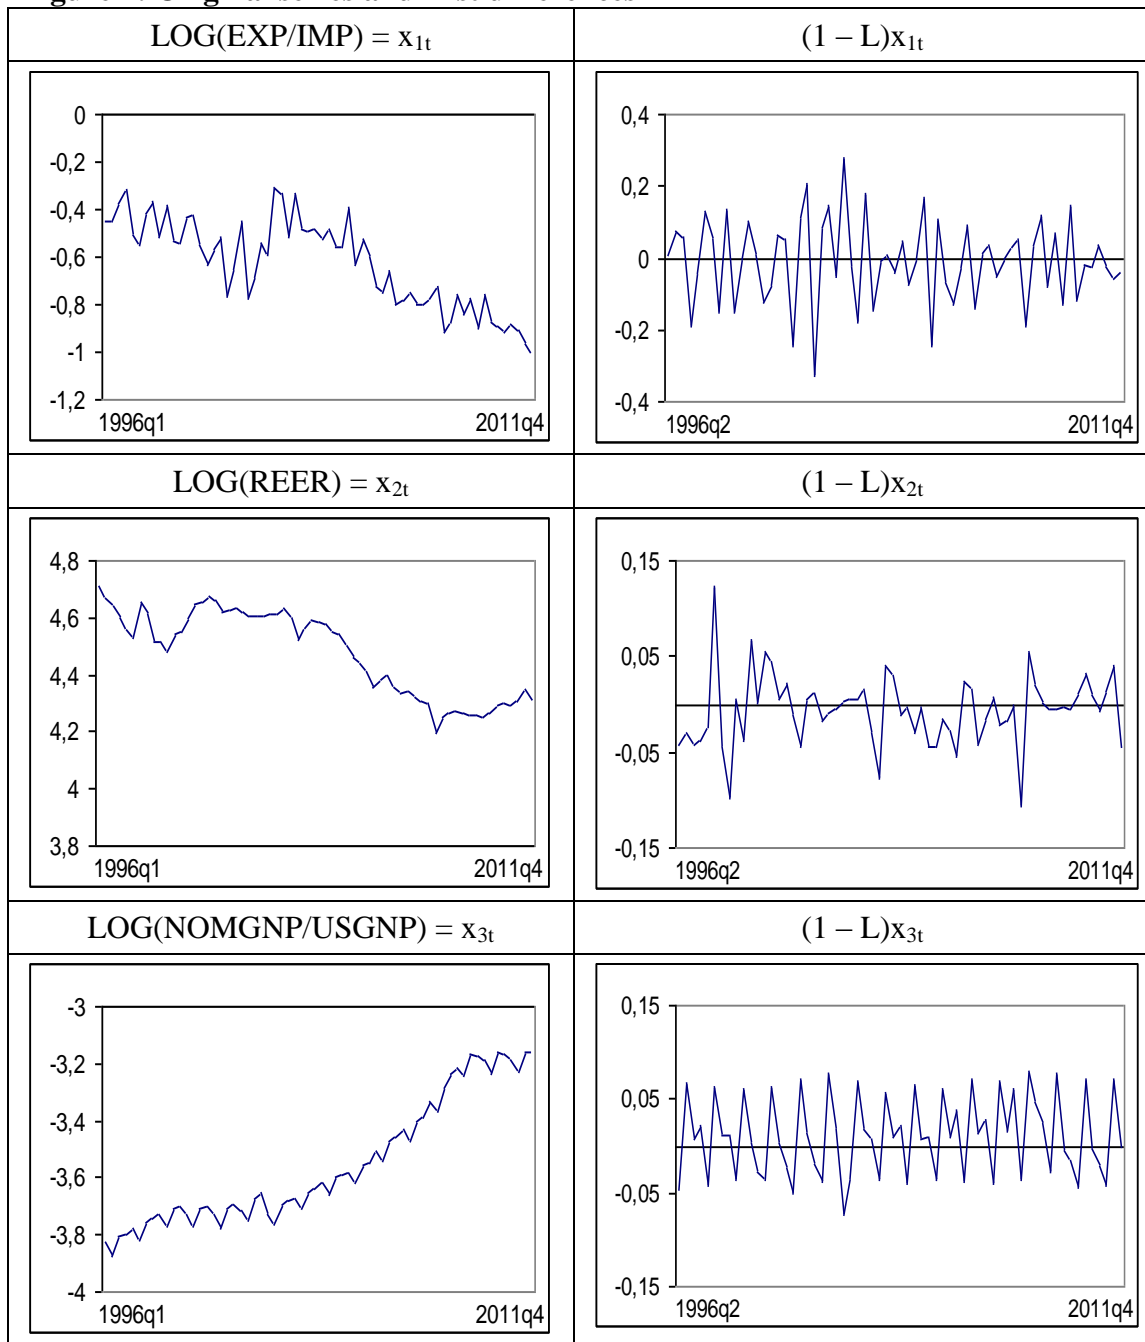 LOG(EXP/IMP) = x1t
(1 – L)x1t
0
-0,2
-0,4
-0,6
-0,8
-1
-1,2
1996q1 2011q4
0,4
0,2
0
-0,2
-0,4
1996q2 2011q4
LOG(REER) = x2t
(1 – L)x2t
4,8
4,6
4,4
4,2
4
3,8
1996q1 2011q4
0,15
0,05
-0,05
-0,15
1996q2 2011q4
LOG(NOMGNP/USGNP) = x3t
(1 – L)x3t
-3
-3,2
-3,4
-3,6
-3,8
-4
1996q1 2011q4
0,15
0,05
-0,05
-0,15
1996q2 2011q4